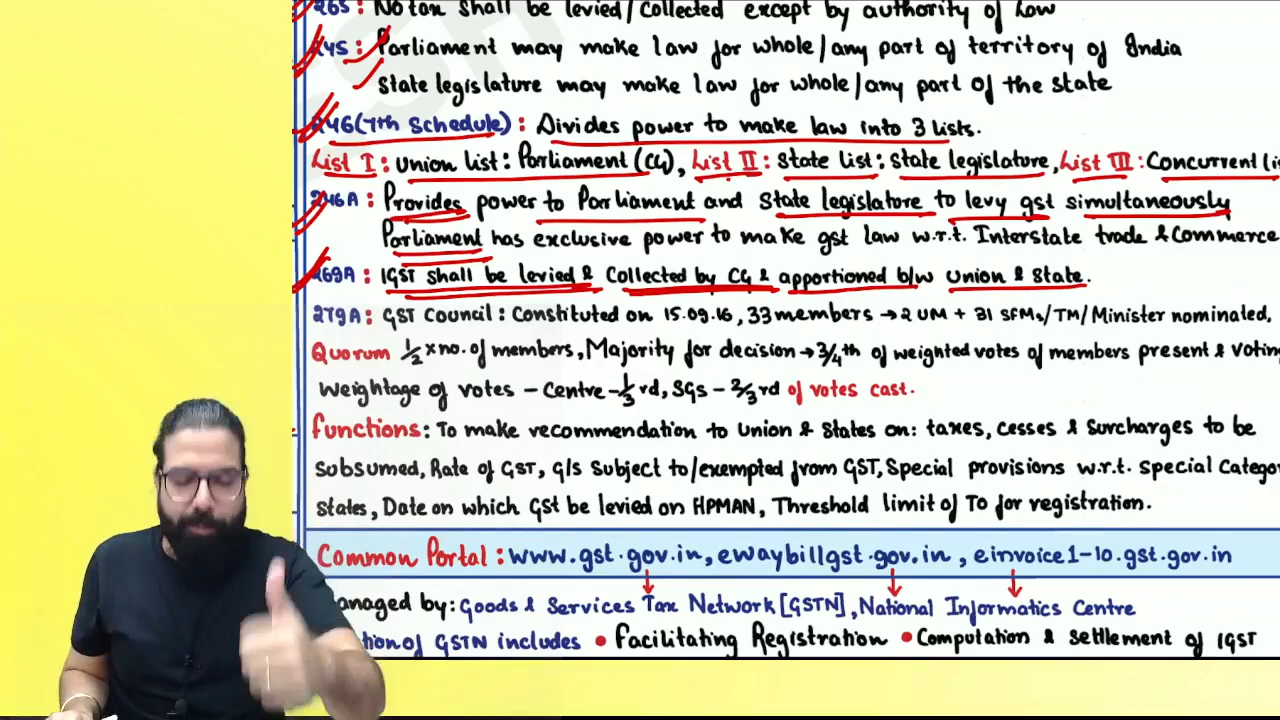 265: No tax shall be levied/collected except by authority of Law
245: Parliament may make law for whole/any part of territory of India
State legislature may make law for whole/any part of the state
246(7th Schedule): Divides power to make law into 3 lists.
List I: Union list: Parliament (CG), List II: State List: State legislature, List III: Concurrent
246A: Provides power to Parliament and State legislatore to levy gst simultaneously
Parliament has exclusive power to make gst law w.r.t. Interstate trade & Commerce
269A: IGST shall be levied & Collected by CG & apportioned b/w Union & State.
279A: GST Council: Constituted on 15.09.16, 33 members → 2 UM + 31 SFMs/TM/Minister nominated.
Quorum 1/2 x no. of members, Majority for decision → 3/4th of weighted votes of members present & Voting
Weightage of votes - Centre - 1/3rd, SGs - 2/3rd of votes cast.
functions: To make recommendation to Union & States on: taxes, cesses & surcharges to be
subsumed, Rate of GST, G/s Subject to/exempted from GST, Special provisions w.r.t. special
States, Date on which GST be levied on HPMAN, Threshold limit of TO for registration.
Common Portal: www.gst.gov.in, ewaybillgst.gov.in, einvoice1-10.gst.gov.in
anaged by: Goods & Services Tax Network [GSTN], National Informatics Centre
tion of GSTN includes • Facilitating Registration • Computation & settlement of IGST